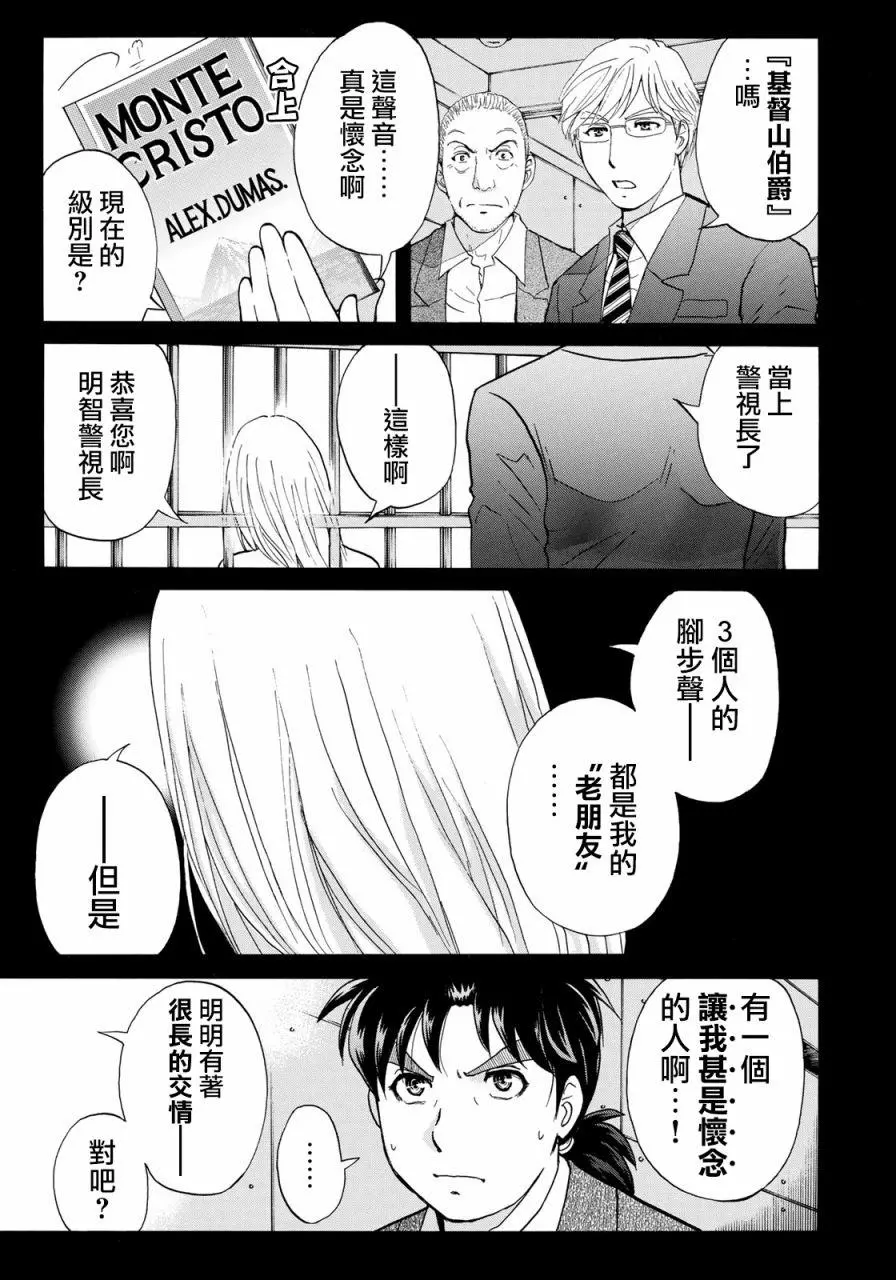 『基督山伯爵』
…嗎
這聲音……
真是懷念啊
合上
MONTE
CRISTO
ALEX.DUMAS.
現在的
級別是?
當上
警視長了
——這樣啊
恭喜您啊
明智警視長
3個人的
腳步聲——
都是我的
"老朋友"
……
——但是
有一個
讓我甚是懷念
的人啊…!
……
明明有著
很長的交情——
對吧?